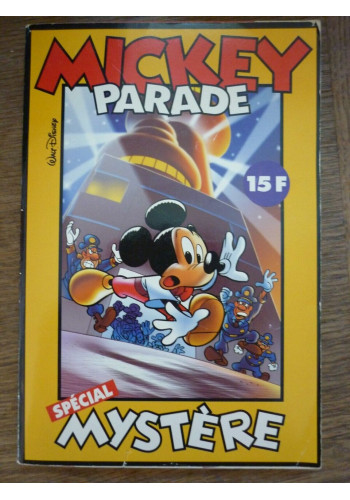 MICKEY
PARADE
WALT DISNEY
15 F
SPÉCIAL
MYSTÈRE